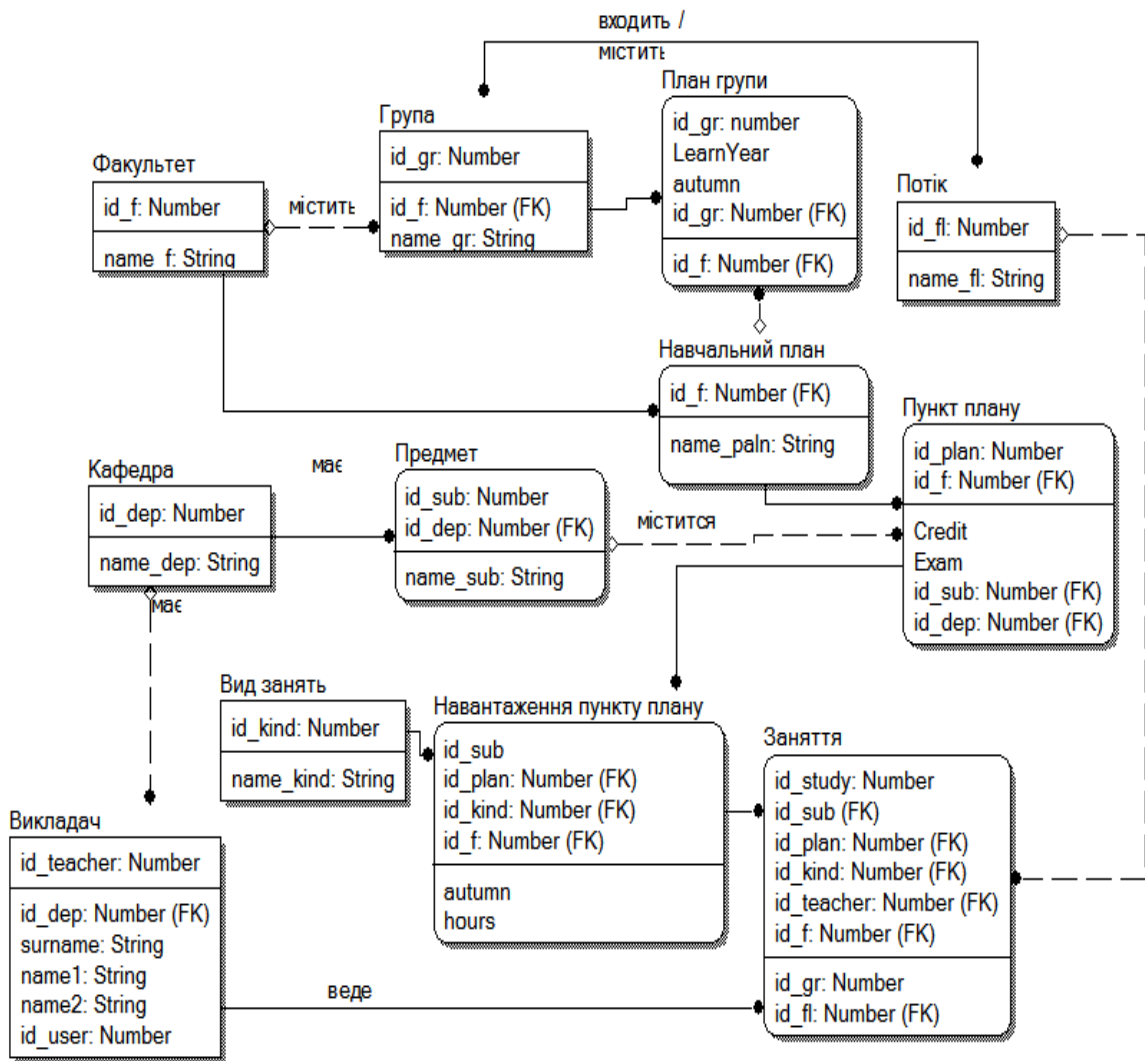 входить /
містить
План групи
id_gr: number
LearnYear
autumn
id_gr: Number (FK)
id_f: Number (FK)
Група
id_gr: Number
id_f: Number (FK)
name_gr: String
Факультет
id_f: Number
name_f: String
містить
Потік
id_fl: Number
name_fl: String
Навчальний план
id_f: Number (FK)
name_paln: String
Пункт плану
id_plan: Number
id_f: Number (FK)
Credit
Exam
id_sub: Number (FK)
id_dep: Number (FK)
Кафедра
id_dep: Number
name_dep: String
має
Предмет
id_sub: Number
id_dep: Number (FK)
name_sub: String
містится
має
Вид занять
id_kind: Number
name_kind: String
Навантаження пункту плану
id_sub
id_plan: Number (FK)
id_kind: Number (FK)
id_f: Number (FK)
autumn
hours
Заняття
id_study: Number
id_sub (FK)
id_plan: Number (FK)
id_kind: Number (FK)
id_teacher: Number (FK)
id_f: Number (FK)
id_gr: Number
id_fl: Number (FK)
Викладач
id_teacher: Number
id_dep: Number (FK)
surname: String
name1: String
name2: String
id_user: Number
веде